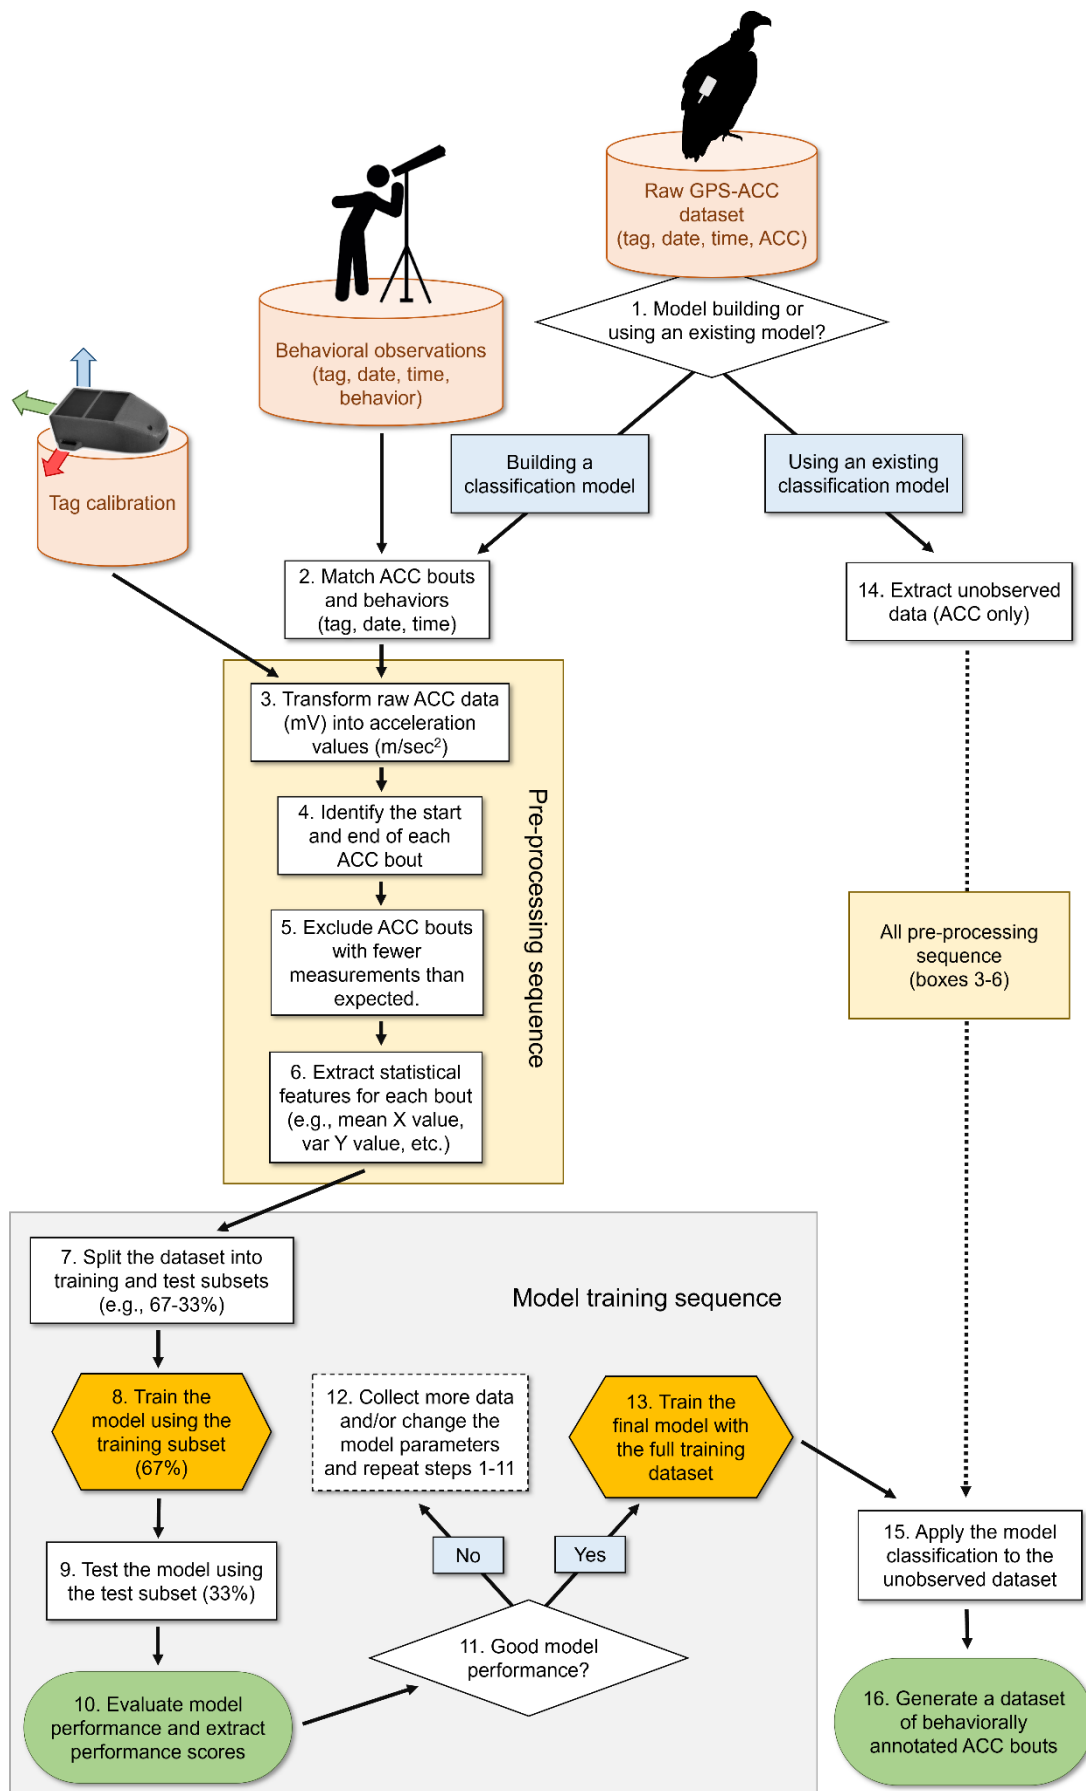 Raw GPS-ACC
dataset
(tag, date, time, ACC)
1. Model building or
using an existing model?
Behavioral observations
(tag, date, time,
behavior)
Tag calibration
Building a
classification model
Using an existing
classification model
2. Match ACC bouts
and behaviors
(tag, date, time)
14. Extract unobserved
data (ACC only)
3. Transform raw ACC data
(mV) into acceleration
values (m/sec²)
4. Identify the start
and end of each
ACC bout
5. Exclude ACC bouts
with fewer
measurements than
expected.
6. Extract statistical
features for each bout
(e.g., mean X value,
var Y value, etc.)
Pre-processing sequence
All pre-processing
sequence
(boxes 3-6)
7. Split the dataset into
training and test subsets
(e.g., 67-33%)
Model training sequence
8. Train the
model using the
training subset
(67%)
12. Collect more data
and/or change the
model parameters
and repeat steps 1-11
13. Train the
final model with
the full training
dataset
9. Test the model using
the test subset (33%)
No
Yes
15. Apply the model
classification to the
unobserved dataset
11. Good model
performance?
10. Evaluate model
performance and extract
performance scores
16. Generate a dataset
of behaviorally
annotated ACC bouts